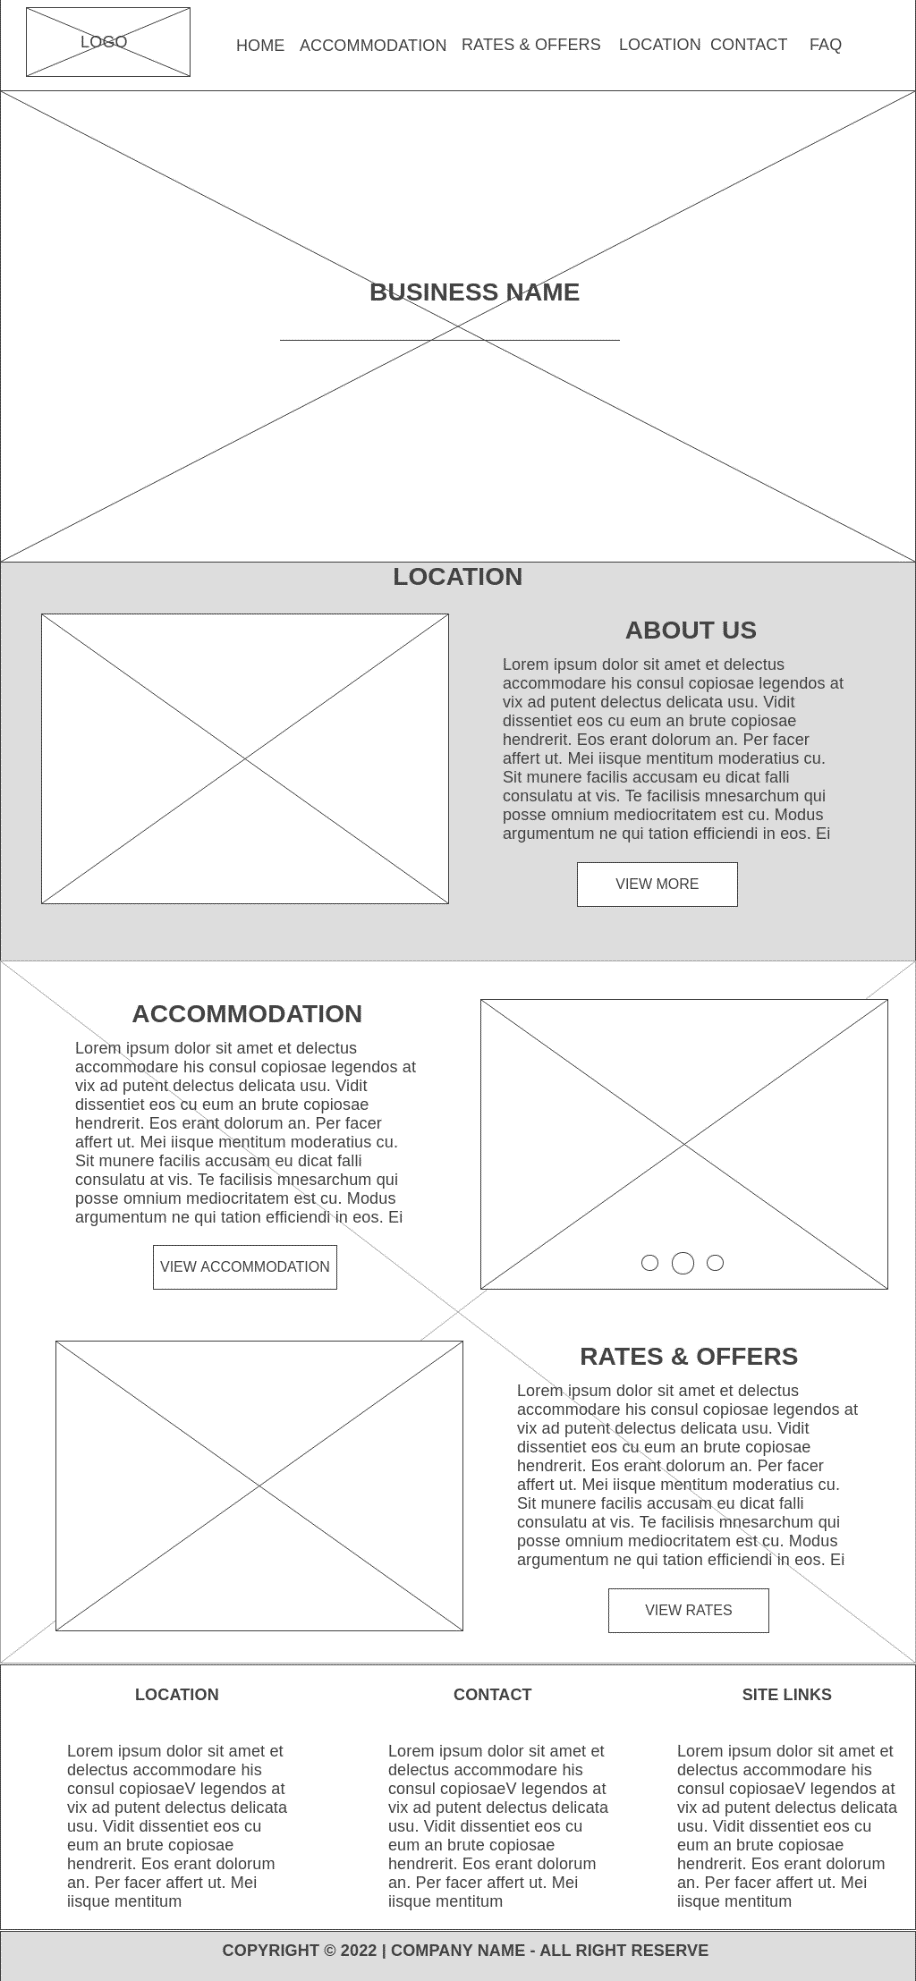 LOGO
HOME ACCOMMODATION RATES & OFFERS LOCATION CONTACT FAQ
BUSINESS NAME
LOCATION
ABOUT US
Lorem ipsum dolor sit amet et delectus
accommodare his consul copiosae legendos at
vix ad putent delectus delicata usu. Vidit
dissentiet eos cu eum an brute copiosae
hendrerit. Eos erant dolorum an. Per facer
affert ut. Mei iisque mentitum moderatius cu.
Sit munere facilis accusam eu dicat falli
consulatu at vis. Te facilisis mnesarchum qui
posse omnium mediocritatem est cu. Modus
argumentum ne qui tation efficiendi in eos. Ei
VIEW MORE
ACCOMMODATION
Lorem ipsum dolor sit amet et delectus
accommodare his consul copiosae legendos at
vix ad putent delectus delicata usu. Vidit
dissentiet eos cu eum an brute copiosae
hendrerit. Eos erant dolorum an. Per facer
affert ut. Mei iisque mentitum moderatius cu.
Sit munere facilis accusam eu dicat falli
consulatu at vis. Te facilisis mnesarchum qui
posse omnium mediocritatem est cu. Modus
argumentum ne qui tation efficiendi in eos. Ei
VIEW ACCOMMODATION
RATES & OFFERS
Lorem ipsum dolor sit amet et delectus
accommodare his consul copiosae legendos at
vix ad putent delectus delicata usu. Vidit
dissentiet eos cu eum an brute copiosae
hendrerit. Eos erant dolorum an. Per facer
affert ut. Mei iisque mentitum moderatius cu.
Sit munere facilis accusam eu dicat falli
consulatu at vis. Te facilisis mnesarchum qui
posse omnium mediocritatem est cu. Modus
argumentum ne qui tation efficiendi in eos. Ei
VIEW RATES
LOCATION
Lorem ipsum dolor sit amet et
delectus accommodare his
consul copiosaeV legendos at
vix ad putent delectus delicata
usu. Vidit dissentiet eos cu
eum an brute copiosae
hendrerit. Eos erant dolorum
an. Per facer affert ut. Mei
iisque mentitum
CONTACT
Lorem ipsum dolor sit amet et
delectus accommodare his
consul copiosaeV legendos at
vix ad putent delectus delicata
usu. Vidit dissentiet eos cu
eum an brute copiosae
hendrerit. Eos erant dolorum
an. Per facer affert ut. Mei
iisque mentitum
SITE LINKS
Lorem ipsum dolor sit amet et
delectus accommodare his
consul copiosaeV legendos at
vix ad putent delectus delicata
usu. Vidit dissentiet eos cu
eum an brute copiosae
hendrerit. Eos erant dolorum
an. Per facer affert ut. Mei
iisque mentitum
COPYRIGHT © 2022 | COMPANY NAME - ALL RIGHT RESERVE